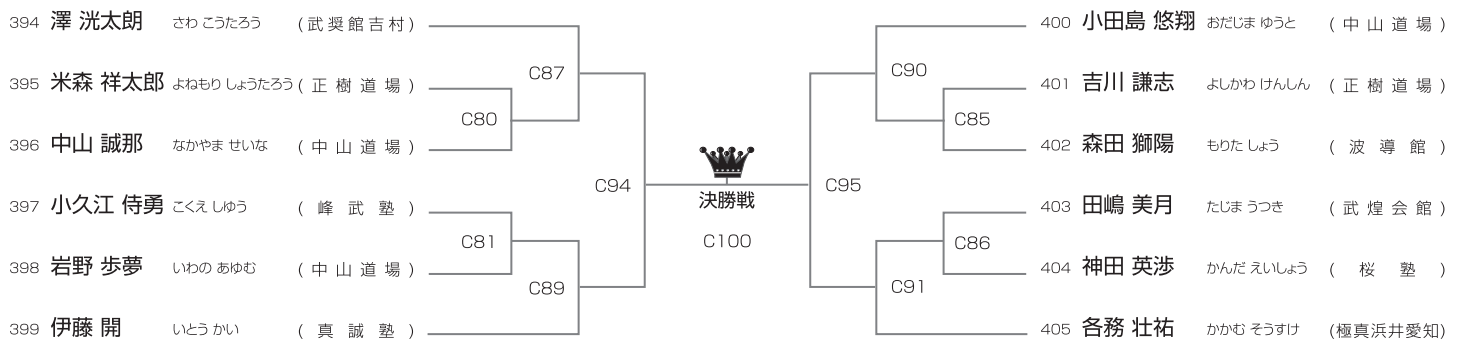 394 澤 洸太朗 さわ こうたろう (武奨館吉村)
395 米森 祥太郎 よねもり しょうたろう (正樹道場)
396 中山 誠那 なかやま せいな (中山道場)
397 小久江 侍勇 こくえ しゆう (峰武塾)
398 岩野 歩夢 いわの あゆむ (中山道場)
399 伊藤 開 いとう かい (真誠塾)
C87
C80
C94
C81
C89
決勝戦
C100
C90
C85
C95
C86
C91
400 小田島 悠翔 おだじま ゆうと (中山道場)
401 吉川 謙志 よしかわ けんしん (正樹道場)
402 森田 獅陽 もりた しょう (波導館)
403 田嶋 美月 たじま うつき (武煌会館)
404 神田 英渉 かんだ えいしょう (桜塾)
405 各務 壮祐 かかむ そうすけ (極真浜井愛知)